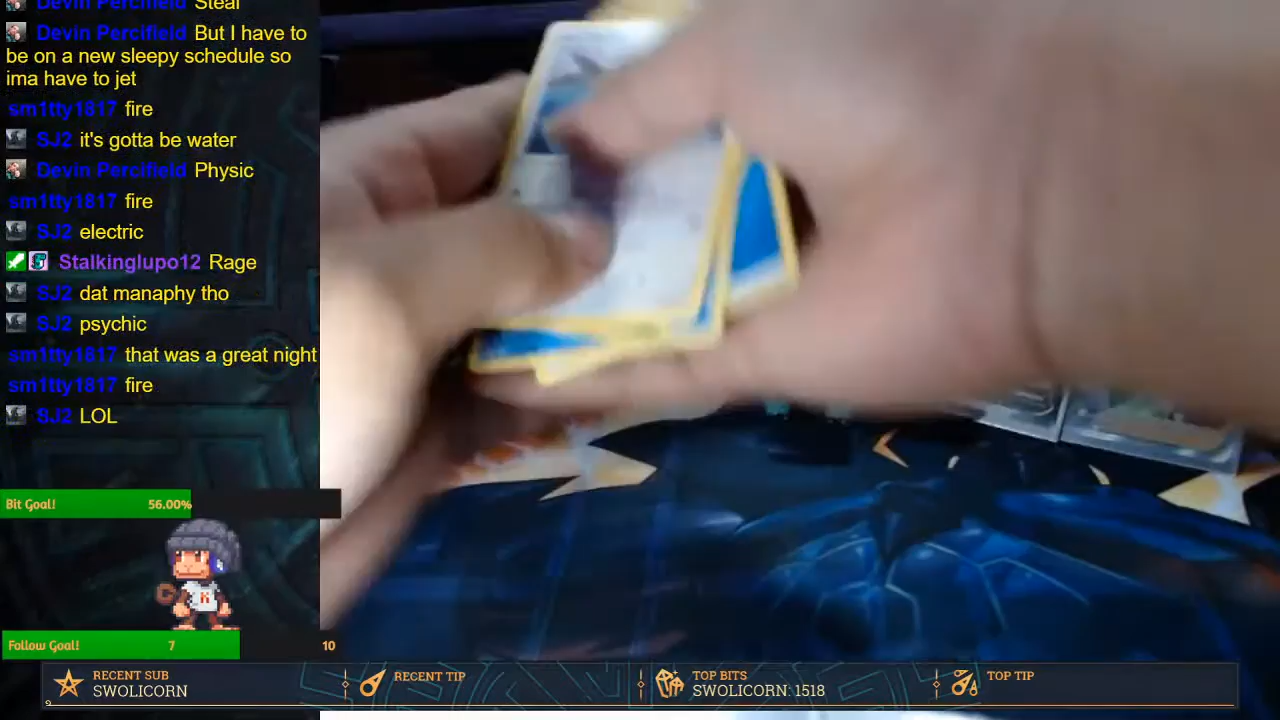 Devin Percifield Steal
Devin Percifield But I have to
be on a new sleepy schedule so
ima have to jet
sm1tty1817 fire
SJ2 it's gotta be water
Devin Percifield Physic
sm1tty1817 fire
SJ2 electric
Stalkinglupo12 Rage
SJ2 dat manaphy tho
SJ2 psychic
sm1tty1817 that was a great night
sm1tty1817 fire
SJ2 LOL
Bit Goal! 56.00%
Follow Goal! 7 10
RECENT SUB
SWOLICORN
RECENT TIP
TOP BITS
SWOLICORN: 1518
TOP TIP